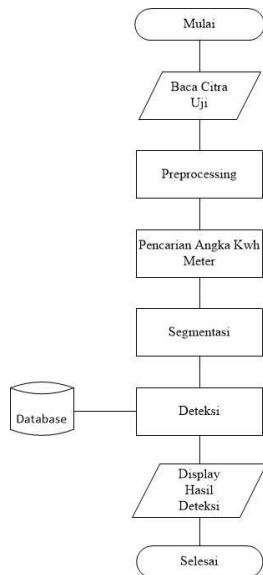 Mulai
Baca Citra
Uji
Preprocessing
Pencarian Angka Kwh
Meter
Segmentasi
Database
Deteksi
Display
Hasil
Deteksi
Selesai